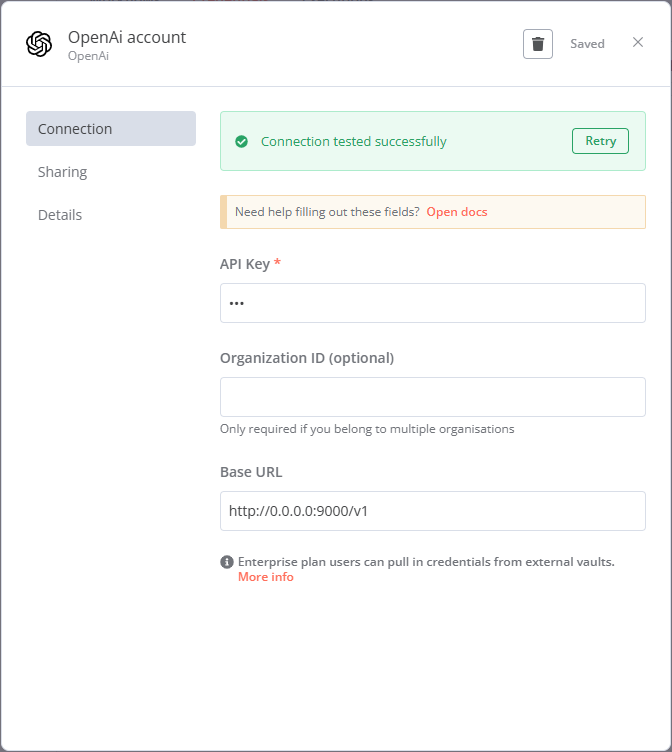 OpenAi account
OpenAi
Saved
Connection
Sharing
Details
Connection tested successfully
Retry
Need help filling out these fields? Open docs
API Key *
•••
Organization ID (optional)
Only required if you belong to multiple organisations
Base URL
http://0.0.0.0:9000/v1
Enterprise plan users can pull in credentials from external vaults.
More info